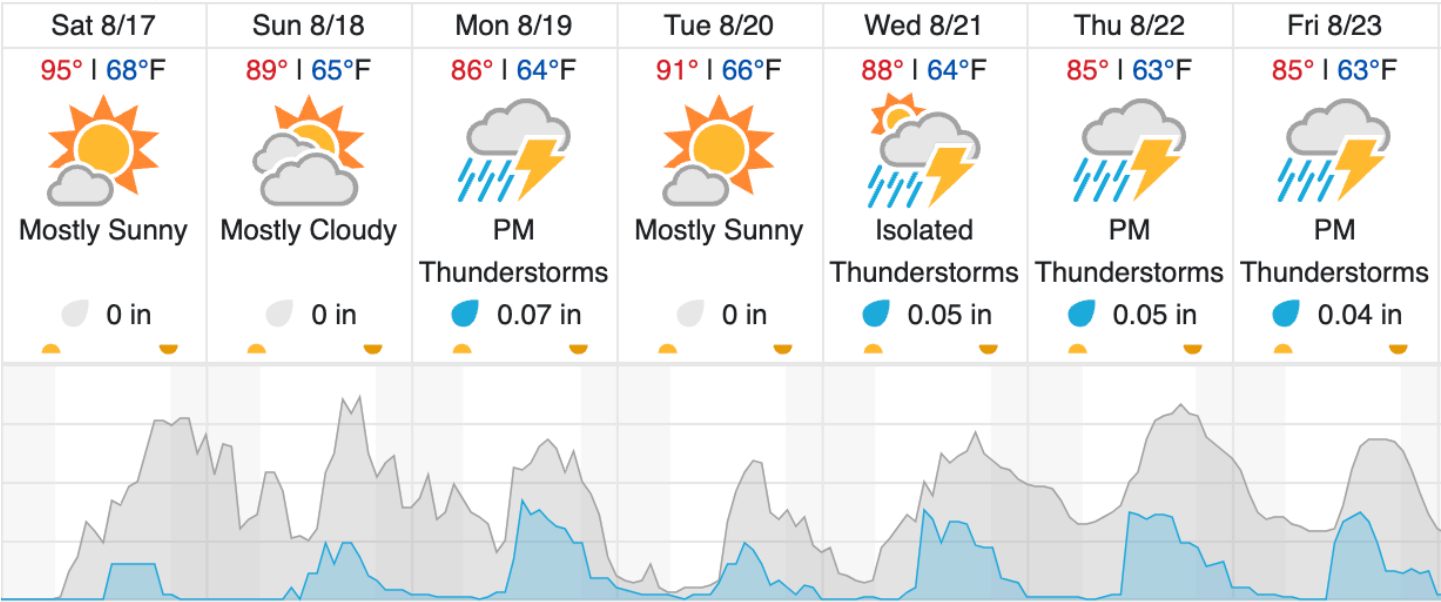 Sat 8/17
Sun 8/18
Mon 8/19
Tue 8/20
Wed 8/21
Thu 8/22
Fri 8/23
95° | 68°F
89° | 65°F
86° | 64°F
91° | 66°F
88° | 64°F
85° | 63°F
85° | 63°F
Mostly Sunny
Mostly Cloudy
PM
Thunderstorms
Mostly Sunny
Isolated
Thunderstorms
PM
Thunderstorms
PM
Thunderstorms
0 in
0 in
0.07 in
0 in
0.05 in
0.05 in
0.04 in